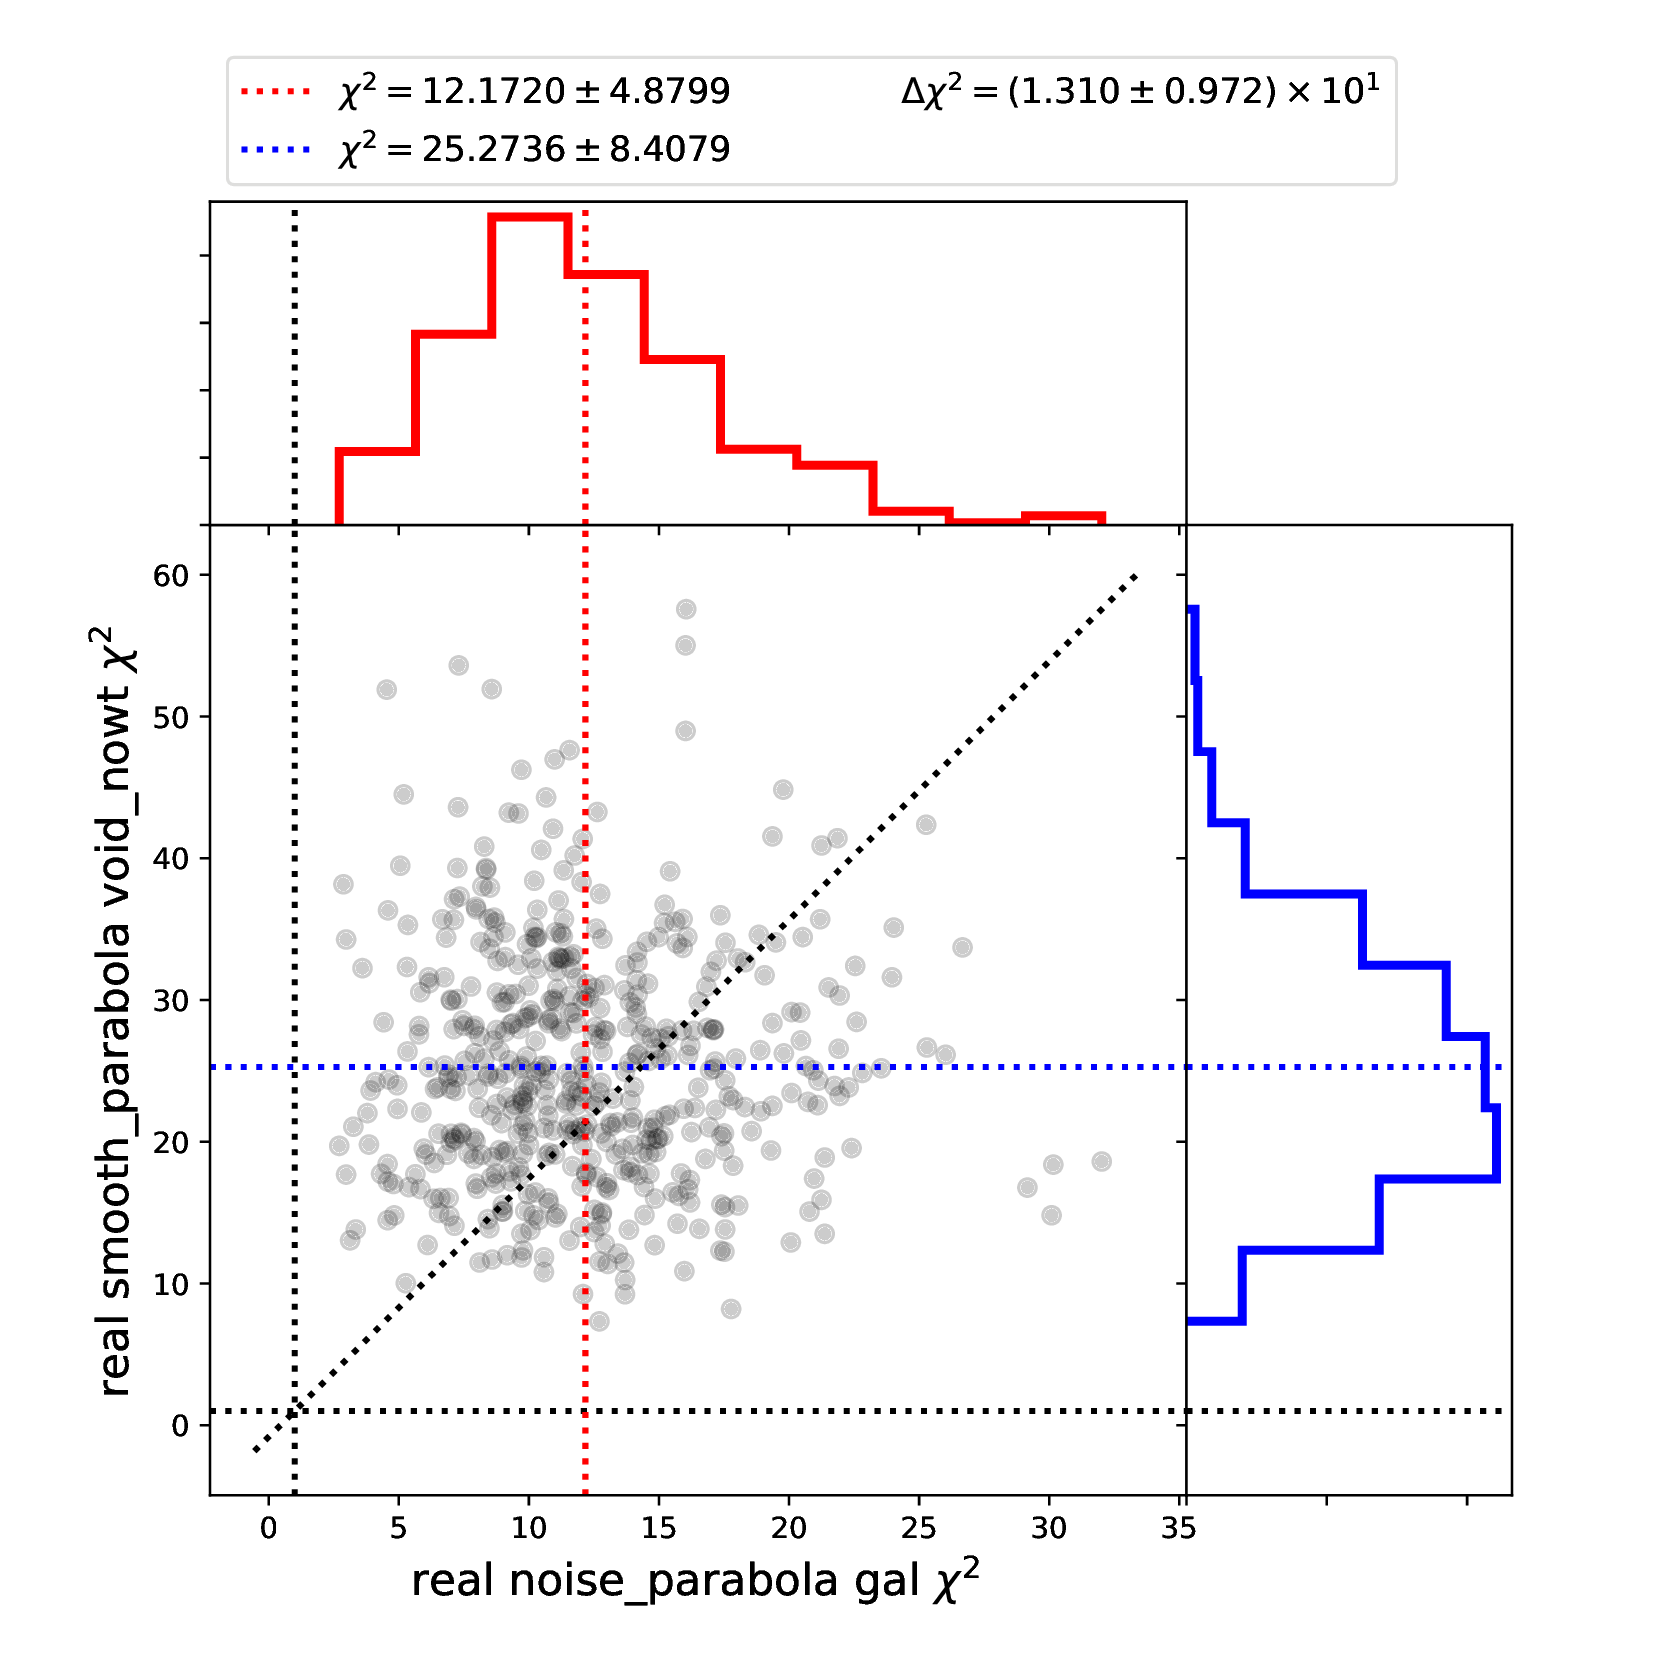 χ² = 12.1720 ± 4.8799 Δχ² = (1.310 ± 0.972) × 10¹
χ² = 25.2736 ± 8.4079
60
50
40
30
20
10
0
real smooth_parabola void_nowt χ²
0 5 10 15 20 25 30 35
real noise_parabola gal χ²